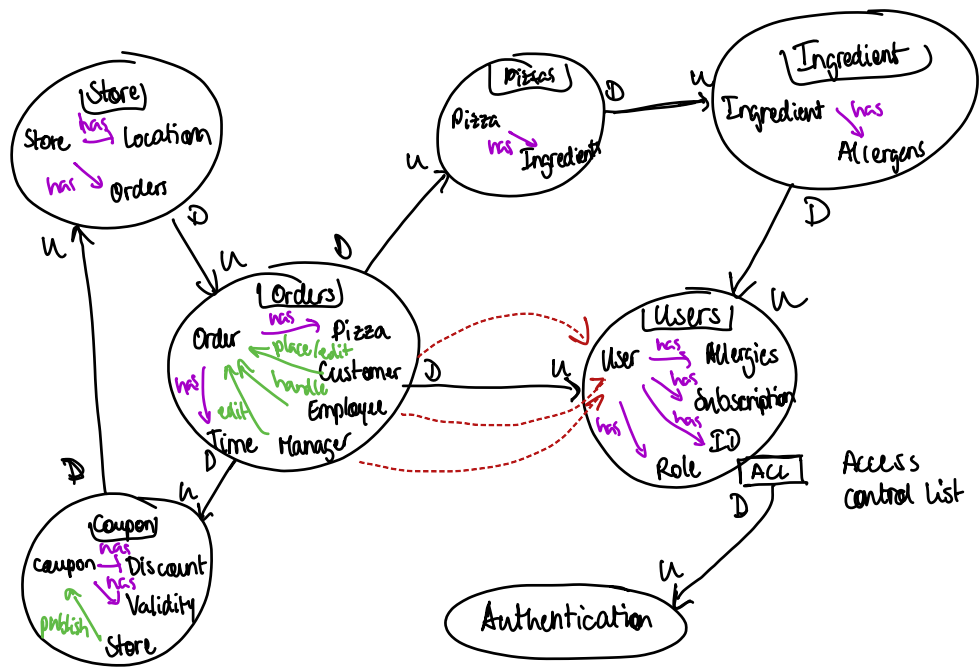 Store
has
Store
Location
has
Orders
U
D
U
Pizzas
Pizza
has
Ingredients
U
D
U
Ingredient
Ingredient
has
Allergens
D
U
D
Orders
has
Order
Pizza
place/edit
Customer
handle
has
Employee
edit
Time
Manager
D
D
U
Users
has
User
Allergies
has
Subscription
has
has
ID
Role
ACL
Access
control list
D
U
Authentication
D
U
Coupon
has
coupon
Discount
has
Validity
publish
Store